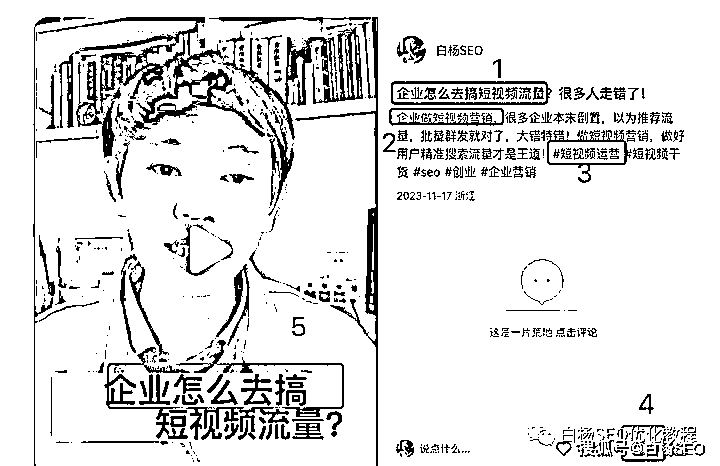 白杨SEO
1
企业怎么去搞短视频流量？很多人走错了！
企业做短视频营销，很多企业本末倒置，以为推荐流
量，批量群发就对了，大错特错！做短视频营销，做好
2
用户精准搜索流量才是王道！#短视频运营 #短视频干
货 #seo #创业 #企业营销
3
2023-11-17 浙江
这是一片荒地 点击评论
5
企业怎么去搞
短视频流量？
4
白杨SEO优化教程
说点什么...
搜狐号@白杨SEO